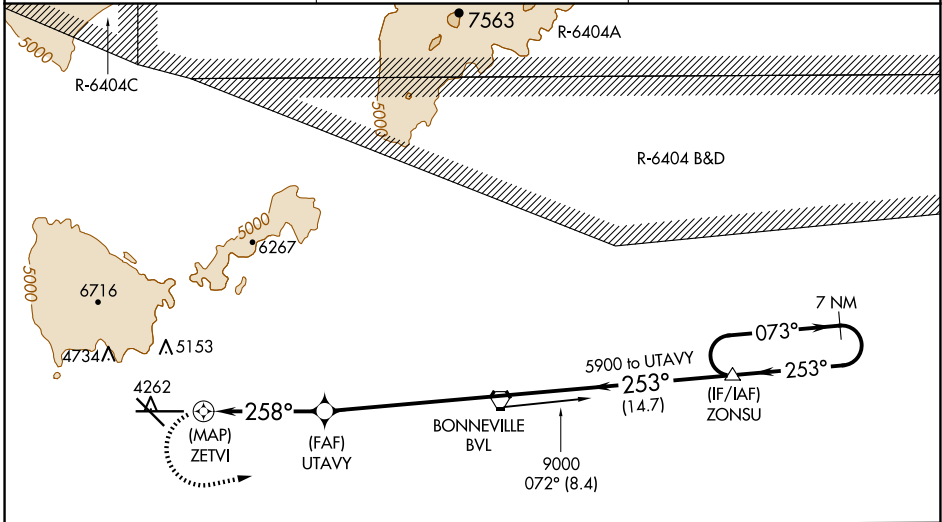 7563
R-6404A
5000
R-6404C
5000
R-6404 B&D
5000
6267
5000
6716
7 NM
073°
4734
5153
5900 to UTAVY
253°
253°
(14.7)
(IF/IAF)
ZONSU
4262
258°
(MAP)
ZETVI
(FAF)
UTAVY
BONNEVILLE
BVL
9000
072° (8.4)